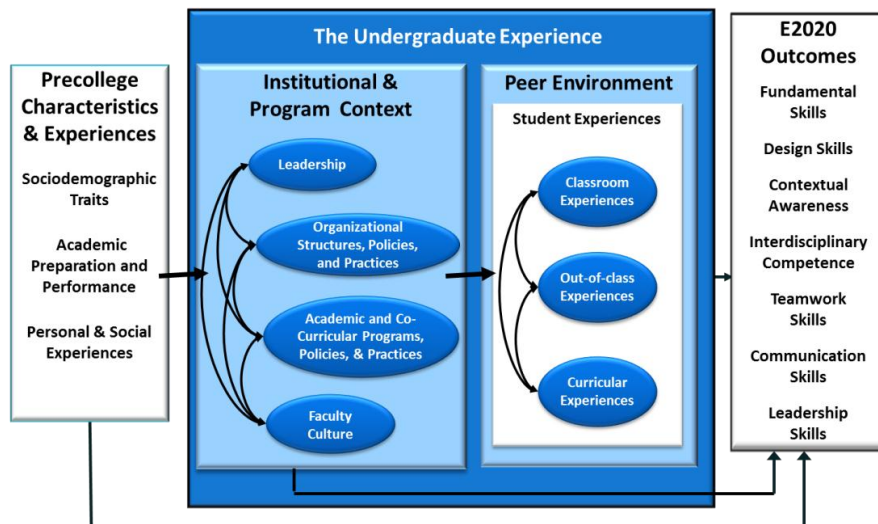 Precollege
Characteristics
& Experiences
Sociodemographic
Traits
Academic
Preparation and
Performance
Personal & Social
Experiences
The Undergraduate Experience
Institutional &
Program Context
Leadership
Organizational
Structures, Policies,
and Practices
Academic and Co-
Curricular Programs,
Policies, & Practices
Faculty
Culture
Peer Environment
Student Experiences
Classroom
Experiences
Out-of-class
Experiences
Curricular
Experiences
E2020
Outcomes
Fundamental
Skills
Design Skills
Contextual
Awareness
Interdisciplinary
Competence
Teamwork
Skills
Communication
Skills
Leadership
Skills